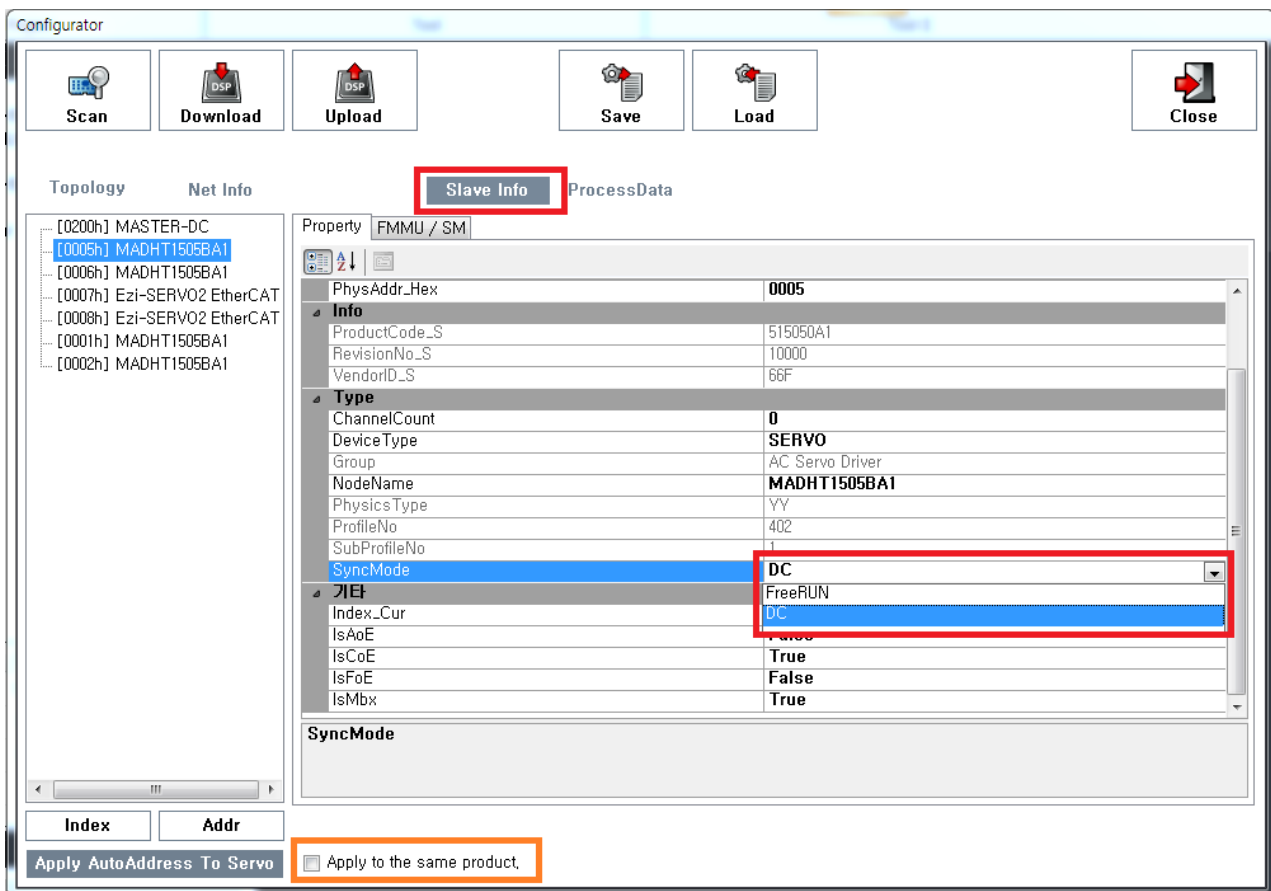 Configurator
Scan
Download
Upload
Save
Load
Close
DSP
DSP
Topology
Net Info
Slave Info
ProcessData
[0200h] MASTER-DC
[0005h] MADHT1505BA1
[0006h] MADHT1505BA1
[0007h] Ezi-SERVO2 EtherCAT
[0008h] Ezi-SERVO2 EtherCAT
[0001h] MADHT1505BA1
[0002h] MADHT1505BA1
Property FMMU / SM
PhysAddr_Hex 0005
Info
ProductCode_S 515050A1
RevisionNo_S 10000
VendorID_S 66F
Type
ChannelCount 0
DeviceType SERVO
Group AC Servo Driver
NodeName MADHT1505BA1
PhysicsType YY
ProfileNo 402
SubProfileNo 1
SyncMode DC
FreeRUN
DC
기타
Index_Cur
IsAoE False
IsCoE True
IsFoE False
IsMbx True
SyncMode
Index
Addr
Apply AutoAddress To Servo
Apply to the same product,